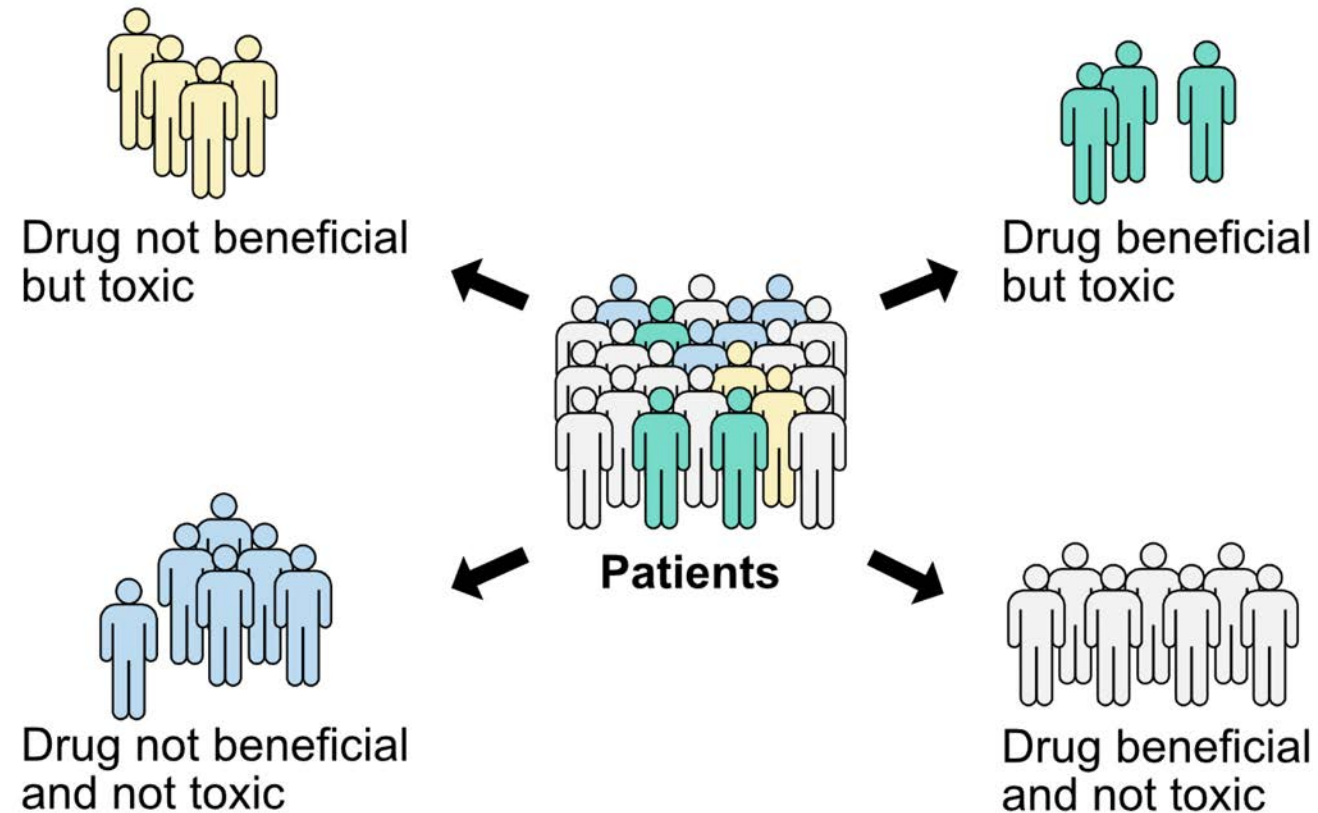 Drug not beneficial
but toxic
Drug beneficial
but toxic
Patients
Drug not beneficial
and not toxic
Drug beneficial
and not toxic